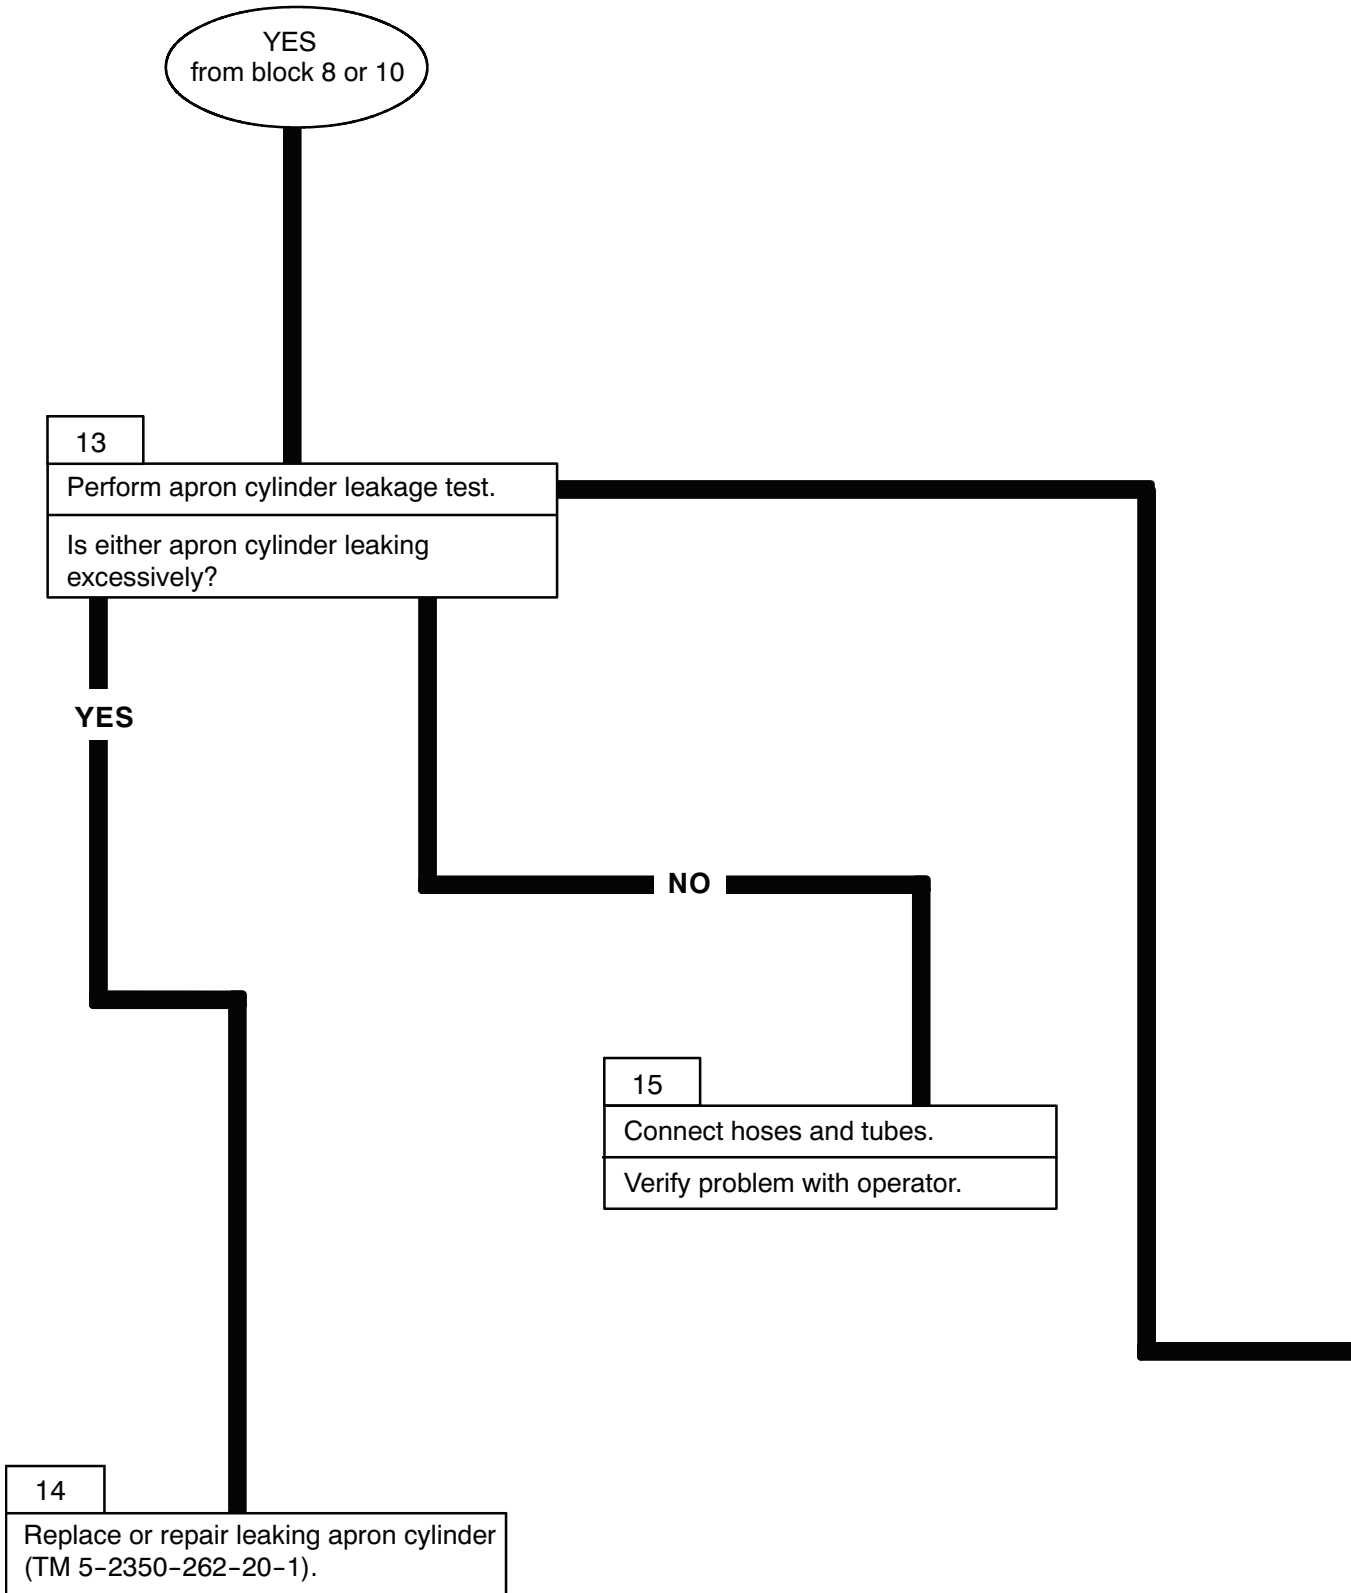 YES
from block 8 or 10
13
Perform apron cylinder leakage test.
Is either apron cylinder leaking
excessively?
YES
NO
15
Connect hoses and tubes.
Verify problem with operator.
14
Replace or repair leaking apron cylinder
(TM 5-2350-262-20-1).